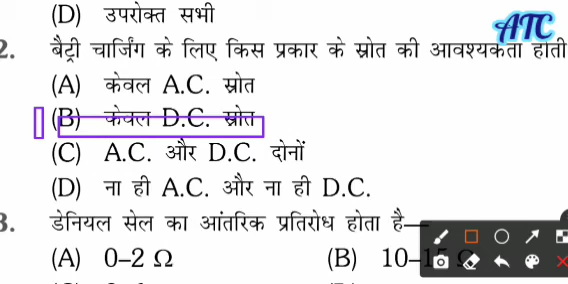 (D) उपरोक्त सभी
ATC
2. बैट्री चार्जिंग के लिए किस प्रकार के स्रोत की आवश्यकता होती
(A) केवल A.C. स्रोत
(B) केवल D.C. स्रोत
(C) A.C. और D.C. दोनों
(D) ना ही A.C. और ना ही D.C.
3. डेनियल सेल का आंतरिक प्रतिरोध होता है—
(A) 0–2 Ω (B) 10–15 Ω